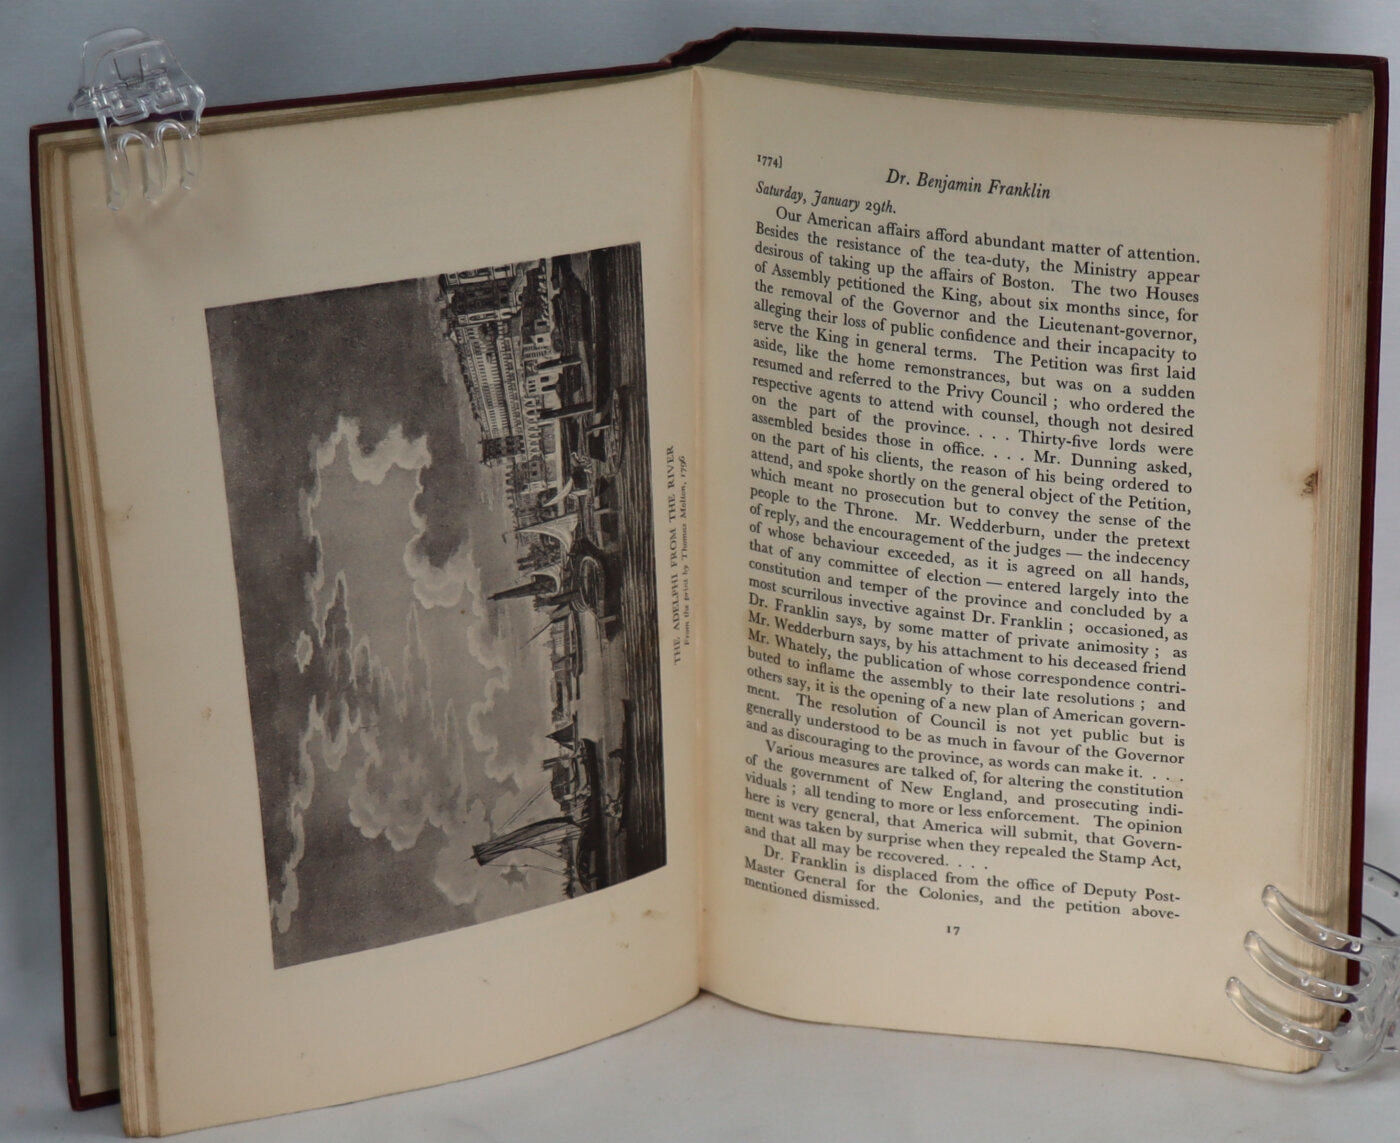 THE ADELPHI FROM THE RIVER
From the print by Thomas Malton, 1796
1774]
Dr. Benjamin Franklin
Saturday, January 29th.
Our American affairs afford abundant matter of attention.
Besides the resistance of the tea-duty, the Ministry appear
desirous of taking up the affairs of Boston. The two Houses
of Assembly petitioned the King, about six months since, for
the removal of the Governor and the Lieutenant-governor,
alleging their loss of public confidence and their incapacity to
serve the King in general terms. The Petition was first laid
aside, like the home remonstrances, but was on a sudden
resumed and referred to the Privy Council ; who ordered the
respective agents to attend with counsel, though not desired
on the part of the province. . . . Thirty-five lords were
assembled besides those in office. . . . Mr. Dunning asked,
on the part of his clients, the reason of his being ordered to
attend, and spoke shortly on the general object of the Petition,
which meant no prosecution but to convey the sense of the
people to the Throne. Mr. Wedderburn, under the pretext
of reply, and the encouragement of the judges — the indecency
of whose behaviour exceeded, as it is agreed on all hands,
that of any committee of election — entered largely into the
constitution and temper of the province and concluded by a
most scurrilous invective against Dr. Franklin ; occasioned, as
Dr. Franklin says, by some matter of private animosity ; as
Mr. Wedderburn says, by his attachment to his deceased friend
Mr. Whately, the publication of whose correspondence contri-
buted to inflame the assembly to their late resolutions ; and
others say, it is the opening of a new plan of American govern-
ment. The resolution of Council is not yet public but is
generally understood to be as much in favour of the Governor
and as discouraging to the province, as words can make it. . . .
Various measures are talked of, for altering the constitution
of the government of New England, and prosecuting indi-
viduals ; all tending to more or less enforcement. The opinion
here is very general, that America will submit, that Govern-
ment was taken by surprise when they repealed the Stamp Act,
and that all may be recovered. . . .
Dr. Franklin is displaced from the office of Deputy Post-
Master General for the Colonies, and the petition above-
mentioned dismissed.
17